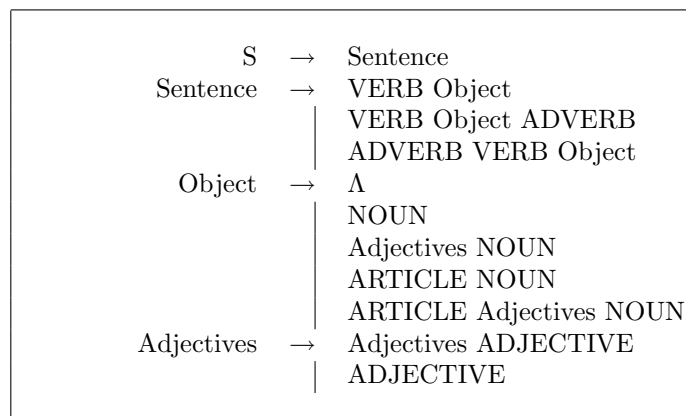 S → Sentence
Sentence → VERB Object
| VERB Object ADVERB
| ADVERB VERB Object
Object → Λ
| NOUN
| Adjectives NOUN
| ARTICLE NOUN
| ARTICLE Adjectives NOUN
Adjectives → Adjectives ADJECTIVE
| ADJECTIVE